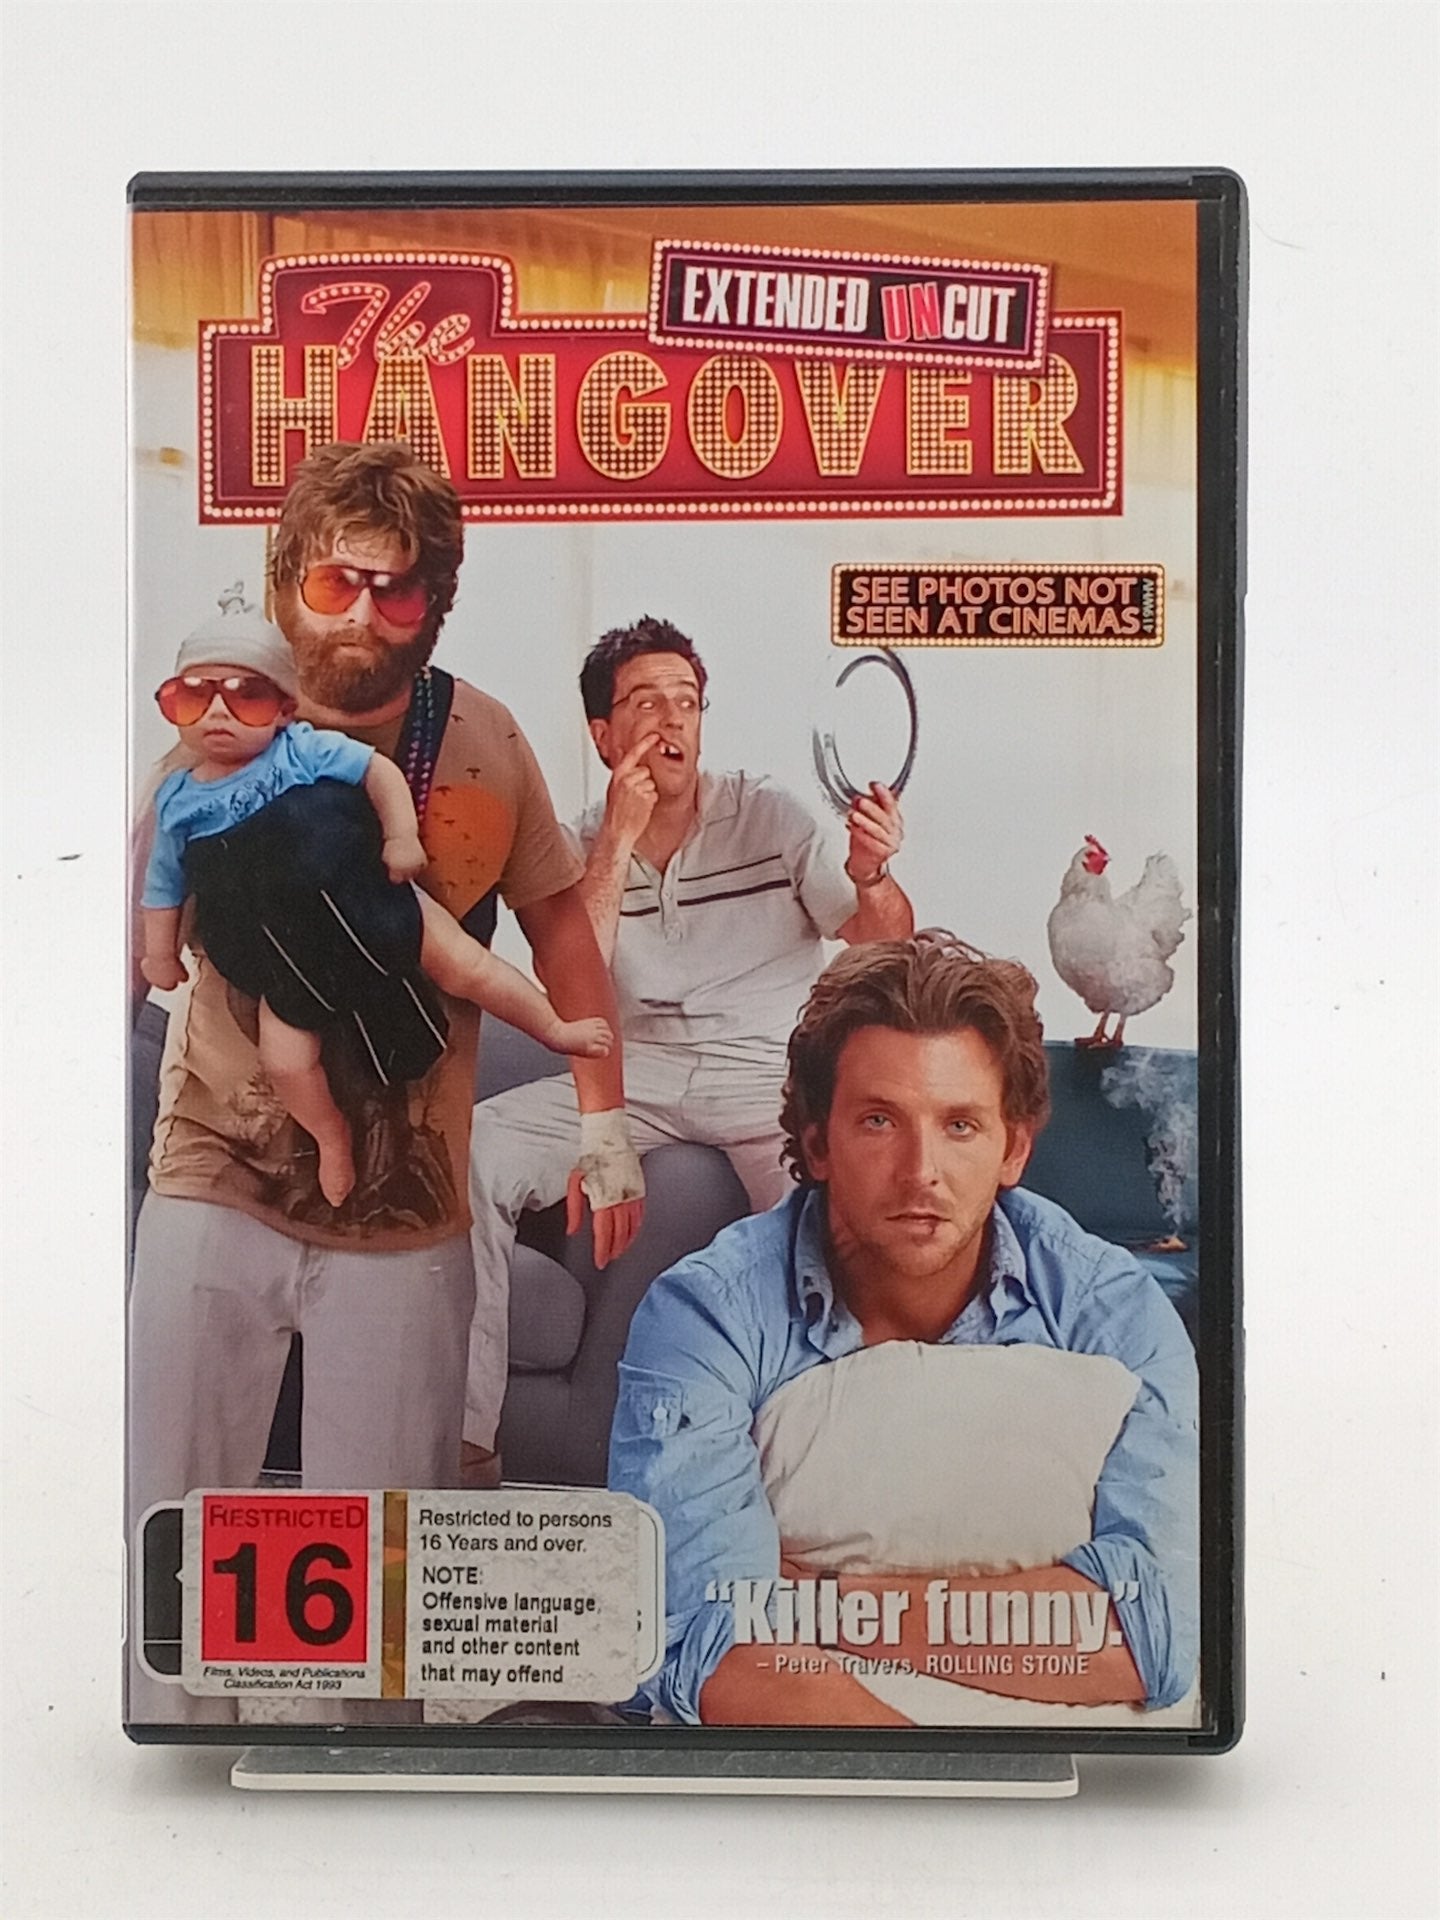 The
EXTENDED UNCUT
HANGOVER
SEE PHOTOS NOT
SEEN AT CINEMAS
419WHV
RESTRICTED
16
Films, Videos, and Publications
Classification Act 1993
Restricted to persons
16 Years and over.
NOTE:
Offensive language,
sexual material
and other content
that may offend
“Killer funny.”
– Peter Travers, ROLLING STONE